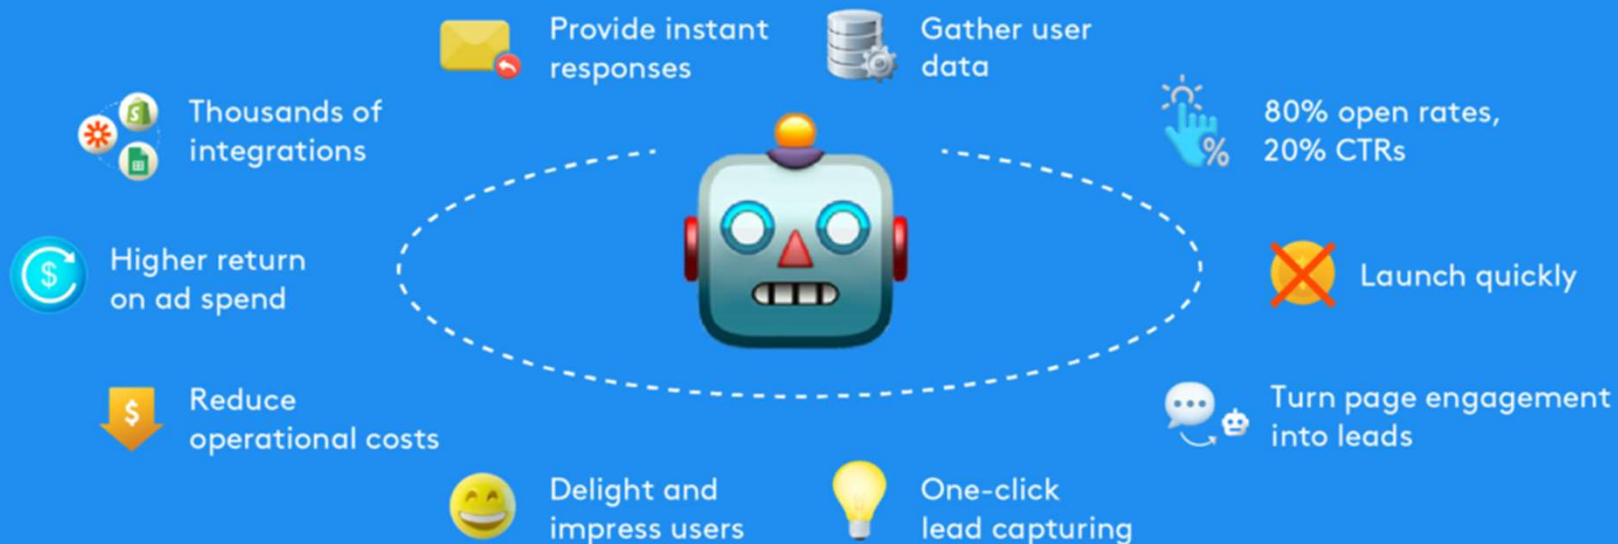 Provide instant
responses
Gather user
data
Thousands of
integrations
80% open rates,
20% CTRs
Higher return
on ad spend
Launch quickly
Reduce
operational costs
Turn page engagement
into leads
Delight and
impress users
One-click
lead capturing